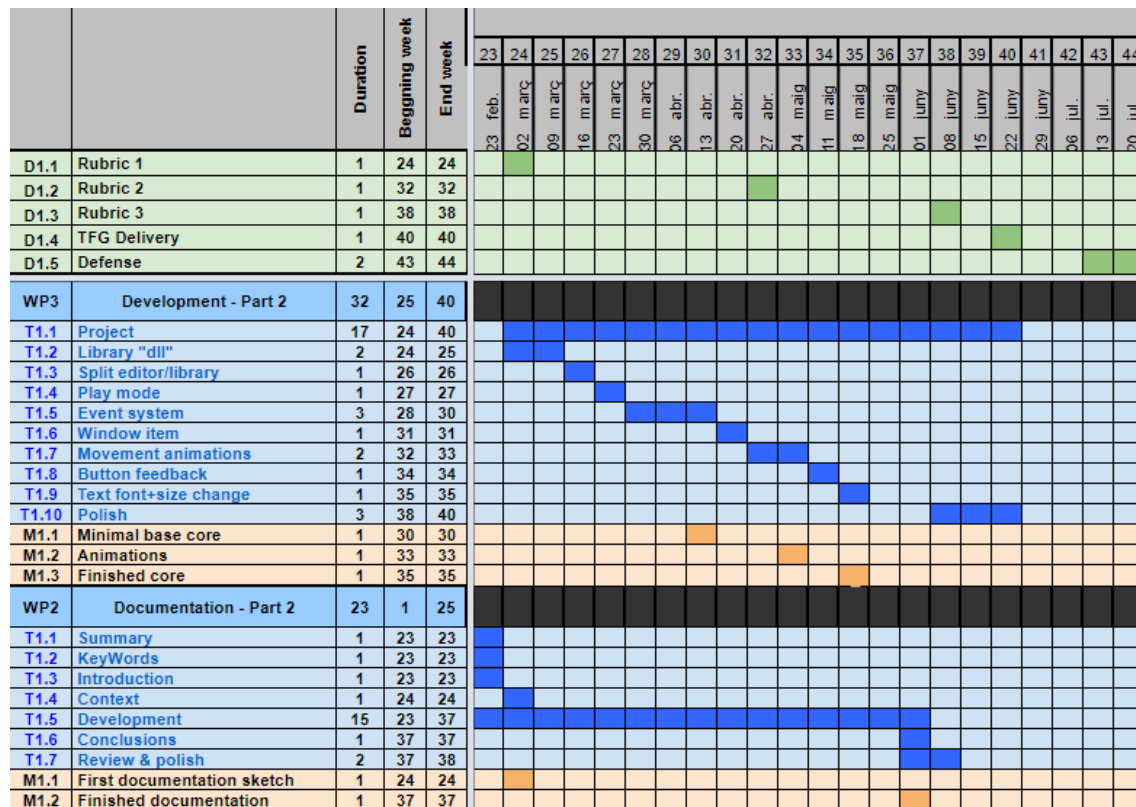 Duration Beggning week End week
23 24 25 26 27 28 29 30 31 32 33 34 35 36 37 38 39 40 41 42 43 44
23 feb. 02 març 09 març 16 març 23 març 30 març 06 abr. 13 abr. 20 abr. 27 abr. 04 maig 11 maig 18 maig 25 maig 01 juny 08 juny 15 juny 22 juny 29 juny 06 jul. 13 jul. 20 jul.
D1.1 Rubric 1 1 24 24
D1.2 Rubric 2 1 32 32
D1.3 Rubric 3 1 38 38
D1.4 TFG Delivery 1 40 40
D1.5 Defense 2 43 44
WP3 Development - Part 2 32 25 40
T1.1 Project 17 24 40
T1.2 Library "dll" 2 24 25
T1.3 Split editor/library 1 26 26
T1.4 Play mode 1 27 27
T1.5 Event system 3 28 30
T1.6 Window item 1 31 31
T1.7 Movement animations 2 32 33
T1.8 Button feedback 1 34 34
T1.9 Text font+size change 1 35 35
T1.10 Polish 3 38 40
M1.1 Minimal base core 1 30 30
M1.2 Animations 1 33 33
M1.3 Finished core 1 35 35
WP2 Documentation - Part 2 23 1 25
T1.1 Summary 1 23 23
T1.2 KeyWords 1 23 23
T1.3 Introduction 1 23 23
T1.4 Context 1 24 24
T1.5 Development 15 23 37
T1.6 Conclusions 1 37 37
T1.7 Review & polish 2 37 38
M1.1 First documentation sketch 1 24 24
M1.2 Finished documentation 1 37 37